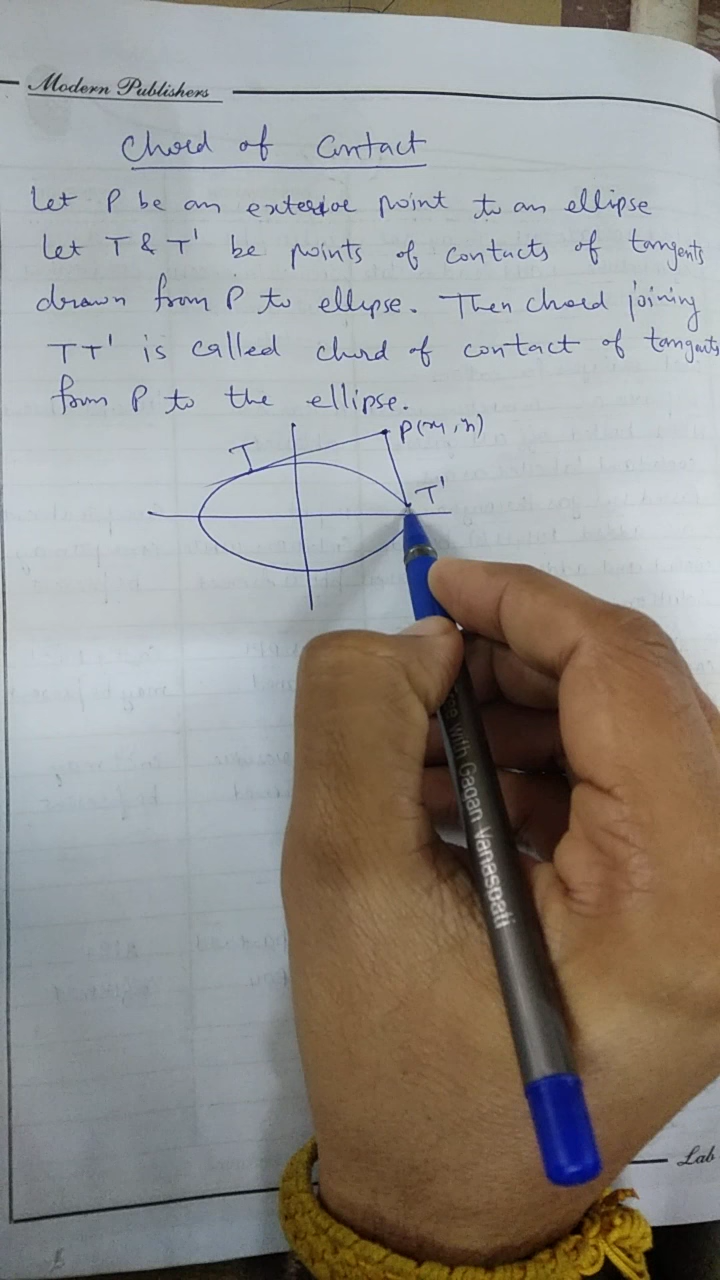 Modern Publishers
Chord of Contact
Let P be an exterior point to an ellipse
Let T & T' be points of contacts of tangents
drawn from P to ellipse. Then chord joining
TT' is called chord of contact of tangents
from P to the ellipse.
T
P(x₁, y₁)
T'
Free with Gagan Vanaspati
Lab